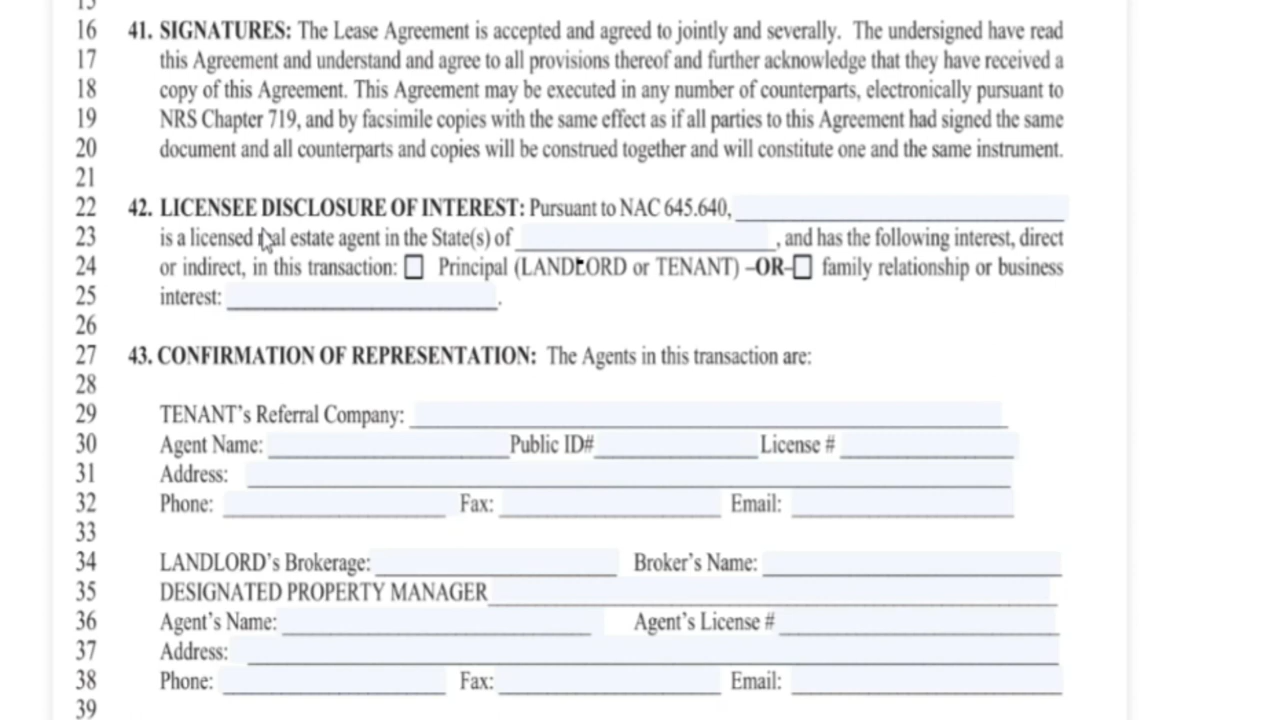 16 41. SIGNATURES: The Lease Agreement is accepted and agreed to jointly and severally. The undersigned have read
17 this Agreement and understand and agree to all provisions thereof and further acknowledge that they have received a
18 copy of this Agreement. This Agreement may be executed in any number of counterparts, electronically pursuant to
19 NRS Chapter 719, and by facsimile copies with the same effect as if all parties to this Agreement had signed the same
20 document and all counterparts and copies will be construed together and will constitute one and the same instrument.
21
22 42. LICENSEE DISCLOSURE OF INTEREST: Pursuant to NAC 645.640,
23 is a licensed real estate agent in the State(s) of , and has the following interest, direct
24 or indirect, in this transaction: Principal (LANDLORD or TENANT) –OR– family relationship or business
25 interest: .
26
27 43. CONFIRMATION OF REPRESENTATION: The Agents in this transaction are:
28
29 TENANT’s Referral Company:
30 Agent Name: Public ID# License #
31 Address:
32 Phone: Fax: Email:
33
34 LANDLORD’s Brokerage: Broker’s Name:
35 DESIGNATED PROPERTY MANAGER
36 Agent’s Name: Agent’s License #
37 Address:
38 Phone: Fax: Email:
39